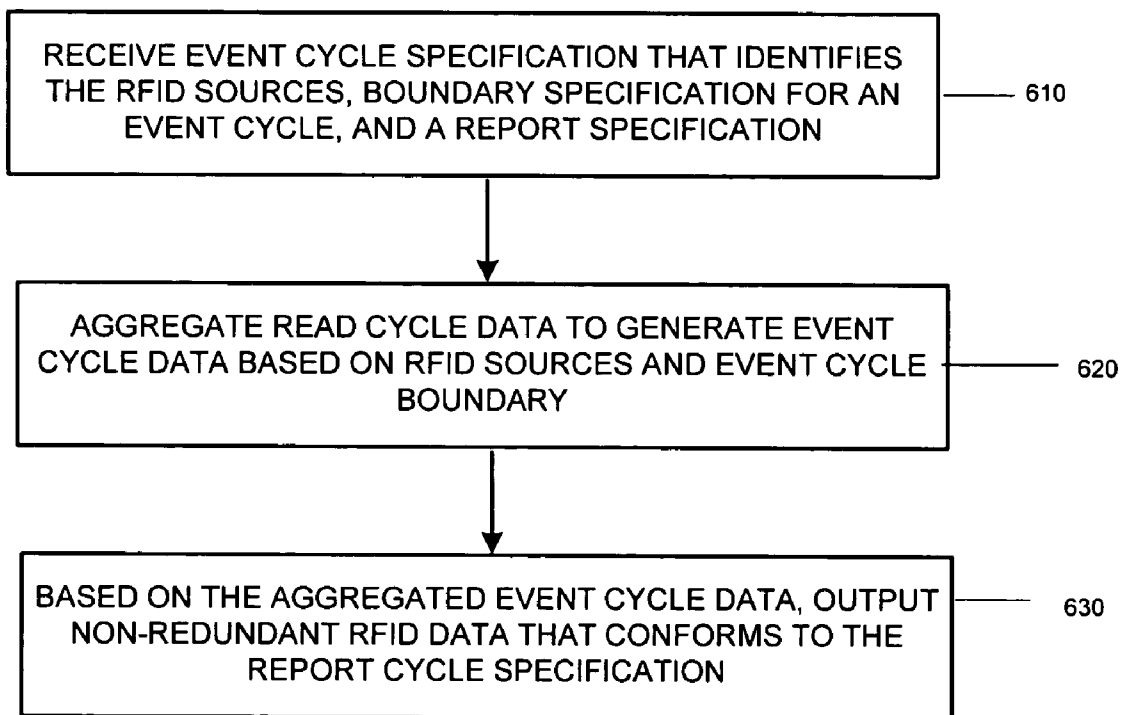 RECEIVE EVENT CYCLE SPECIFICATION THAT IDENTIFIES
THE RFID SOURCES, BOUNDARY SPECIFICATION FOR AN
EVENT CYCLE, AND A REPORT SPECIFICATION
610
AGGREGATE READ CYCLE DATA TO GENERATE EVENT
CYCLE DATA BASED ON RFID SOURCES AND EVENT CYCLE
BOUNDARY
620
BASED ON THE AGGREGATED EVENT CYCLE DATA, OUTPUT
NON-REDUNDANT RFID DATA THAT CONFORMS TO THE
REPORT CYCLE SPECIFICATION
630